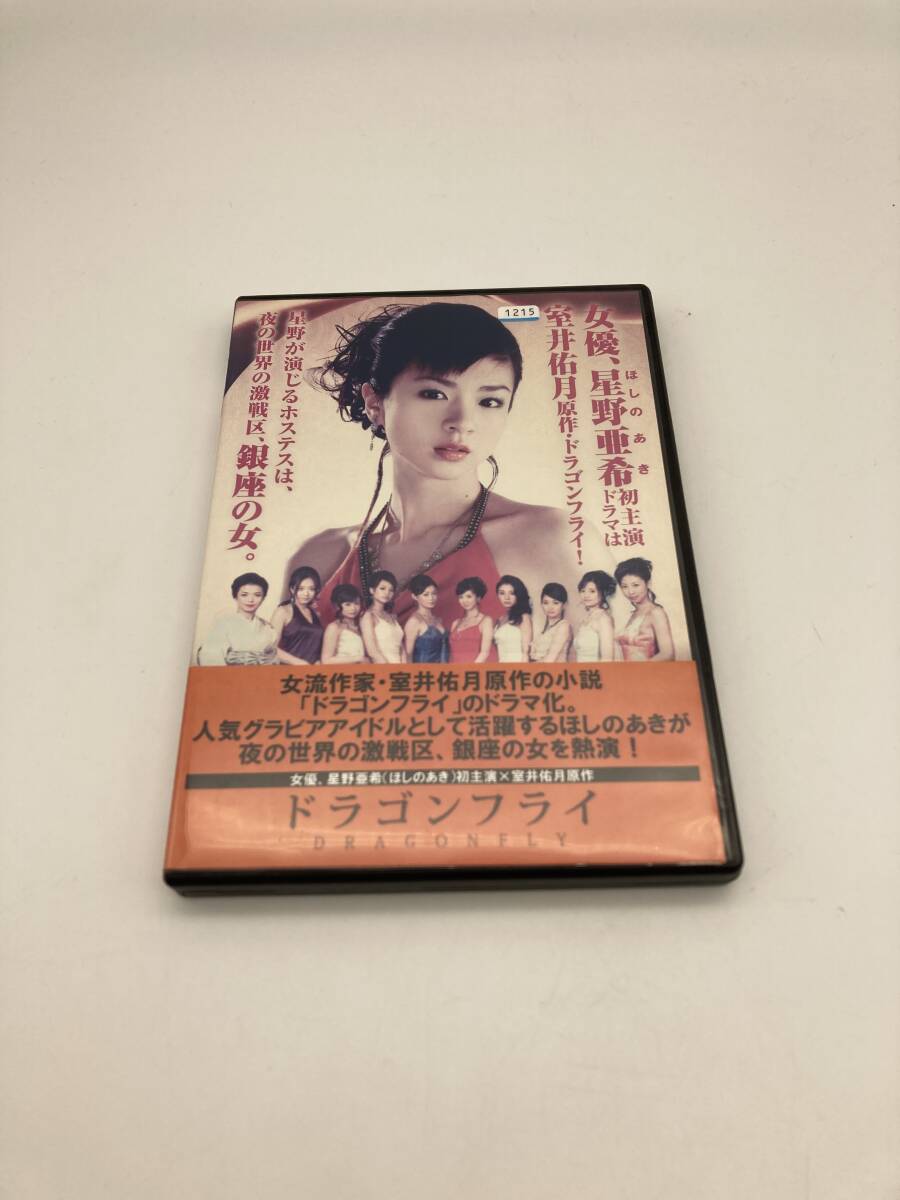 1215
女優、星野亜希初主演
ほしのあき
ドラマは
室井佑月原作・ドラゴンフライ!
星野が演じるホステスは、
夜の世界の激戦区、銀座の女。
女流作家・室井佑月原作の小説
「ドラゴンフライ」のドラマ化。
人気グラビアアイドルとして活躍するほしのあきが
夜の世界の激戦区、銀座の女を熱演!
女優、星野亜希(ほしのあき)初主演×室井佑月原作
ドラゴンフライ
DRAGONFLY